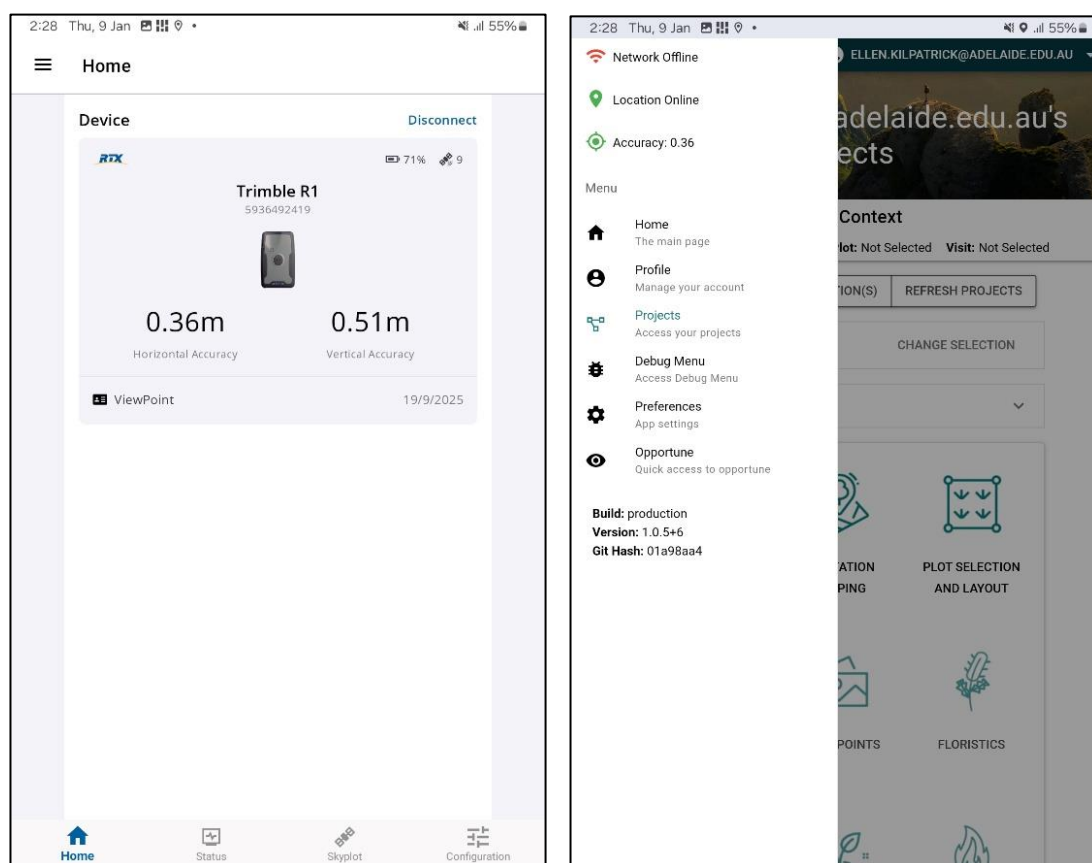 2:28 Thu, 9 Jan
55%
Home
Device
Disconnect
RTX
71%
9
Trimble R1
5936492419
0.36m
0.51m
Horizontal Accuracy
Vertical Accuracy
ViewPoint
19/9/2025
Home
Status
Skyplot
Configuration
2:28 Thu, 9 Jan
55%
Network Offline
Location Online
Accuracy: 0.36
Menu
Home
The main page
Profile
Manage your account
Projects
Access your projects
Debug Menu
Access Debug Menu
Preferences
App settings
Opportune
Quick access to opportune
Build: production
Version: 1.0.5+6
Git Hash: 01a98aa4
ELLEN.KILPATRICK@ADELAIDE.EDU.AU
adelaide.edu.au's
ects
Context
lot: Not Selected Visit: Not Selected
ION(S)
REFRESH PROJECTS
CHANGE SELECTION
ATION
PING
PLOT SELECTION
AND LAYOUT
POINTS
FLORISTICS